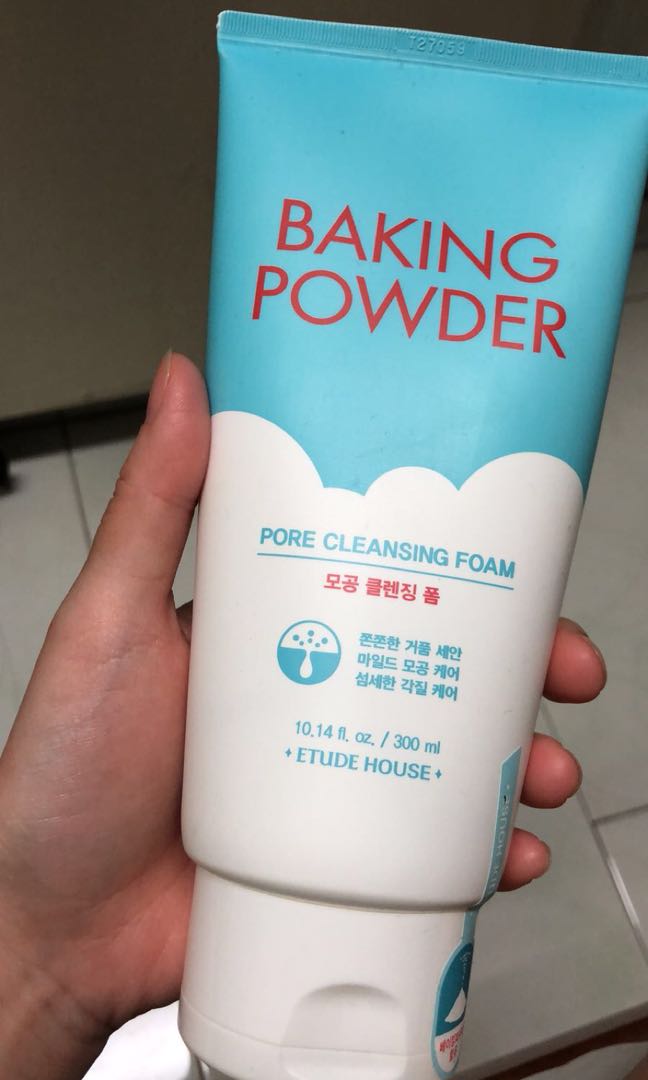 T27059
BAKING
POWDER
PORE CLEANSING FOAM
모공 클렌징 폼
쫀쫀한 거품 세안
마일드 모공 케어
섬세한 각질 케어
10.14 fl. oz. / 300 ml
ETUDE HOUSE